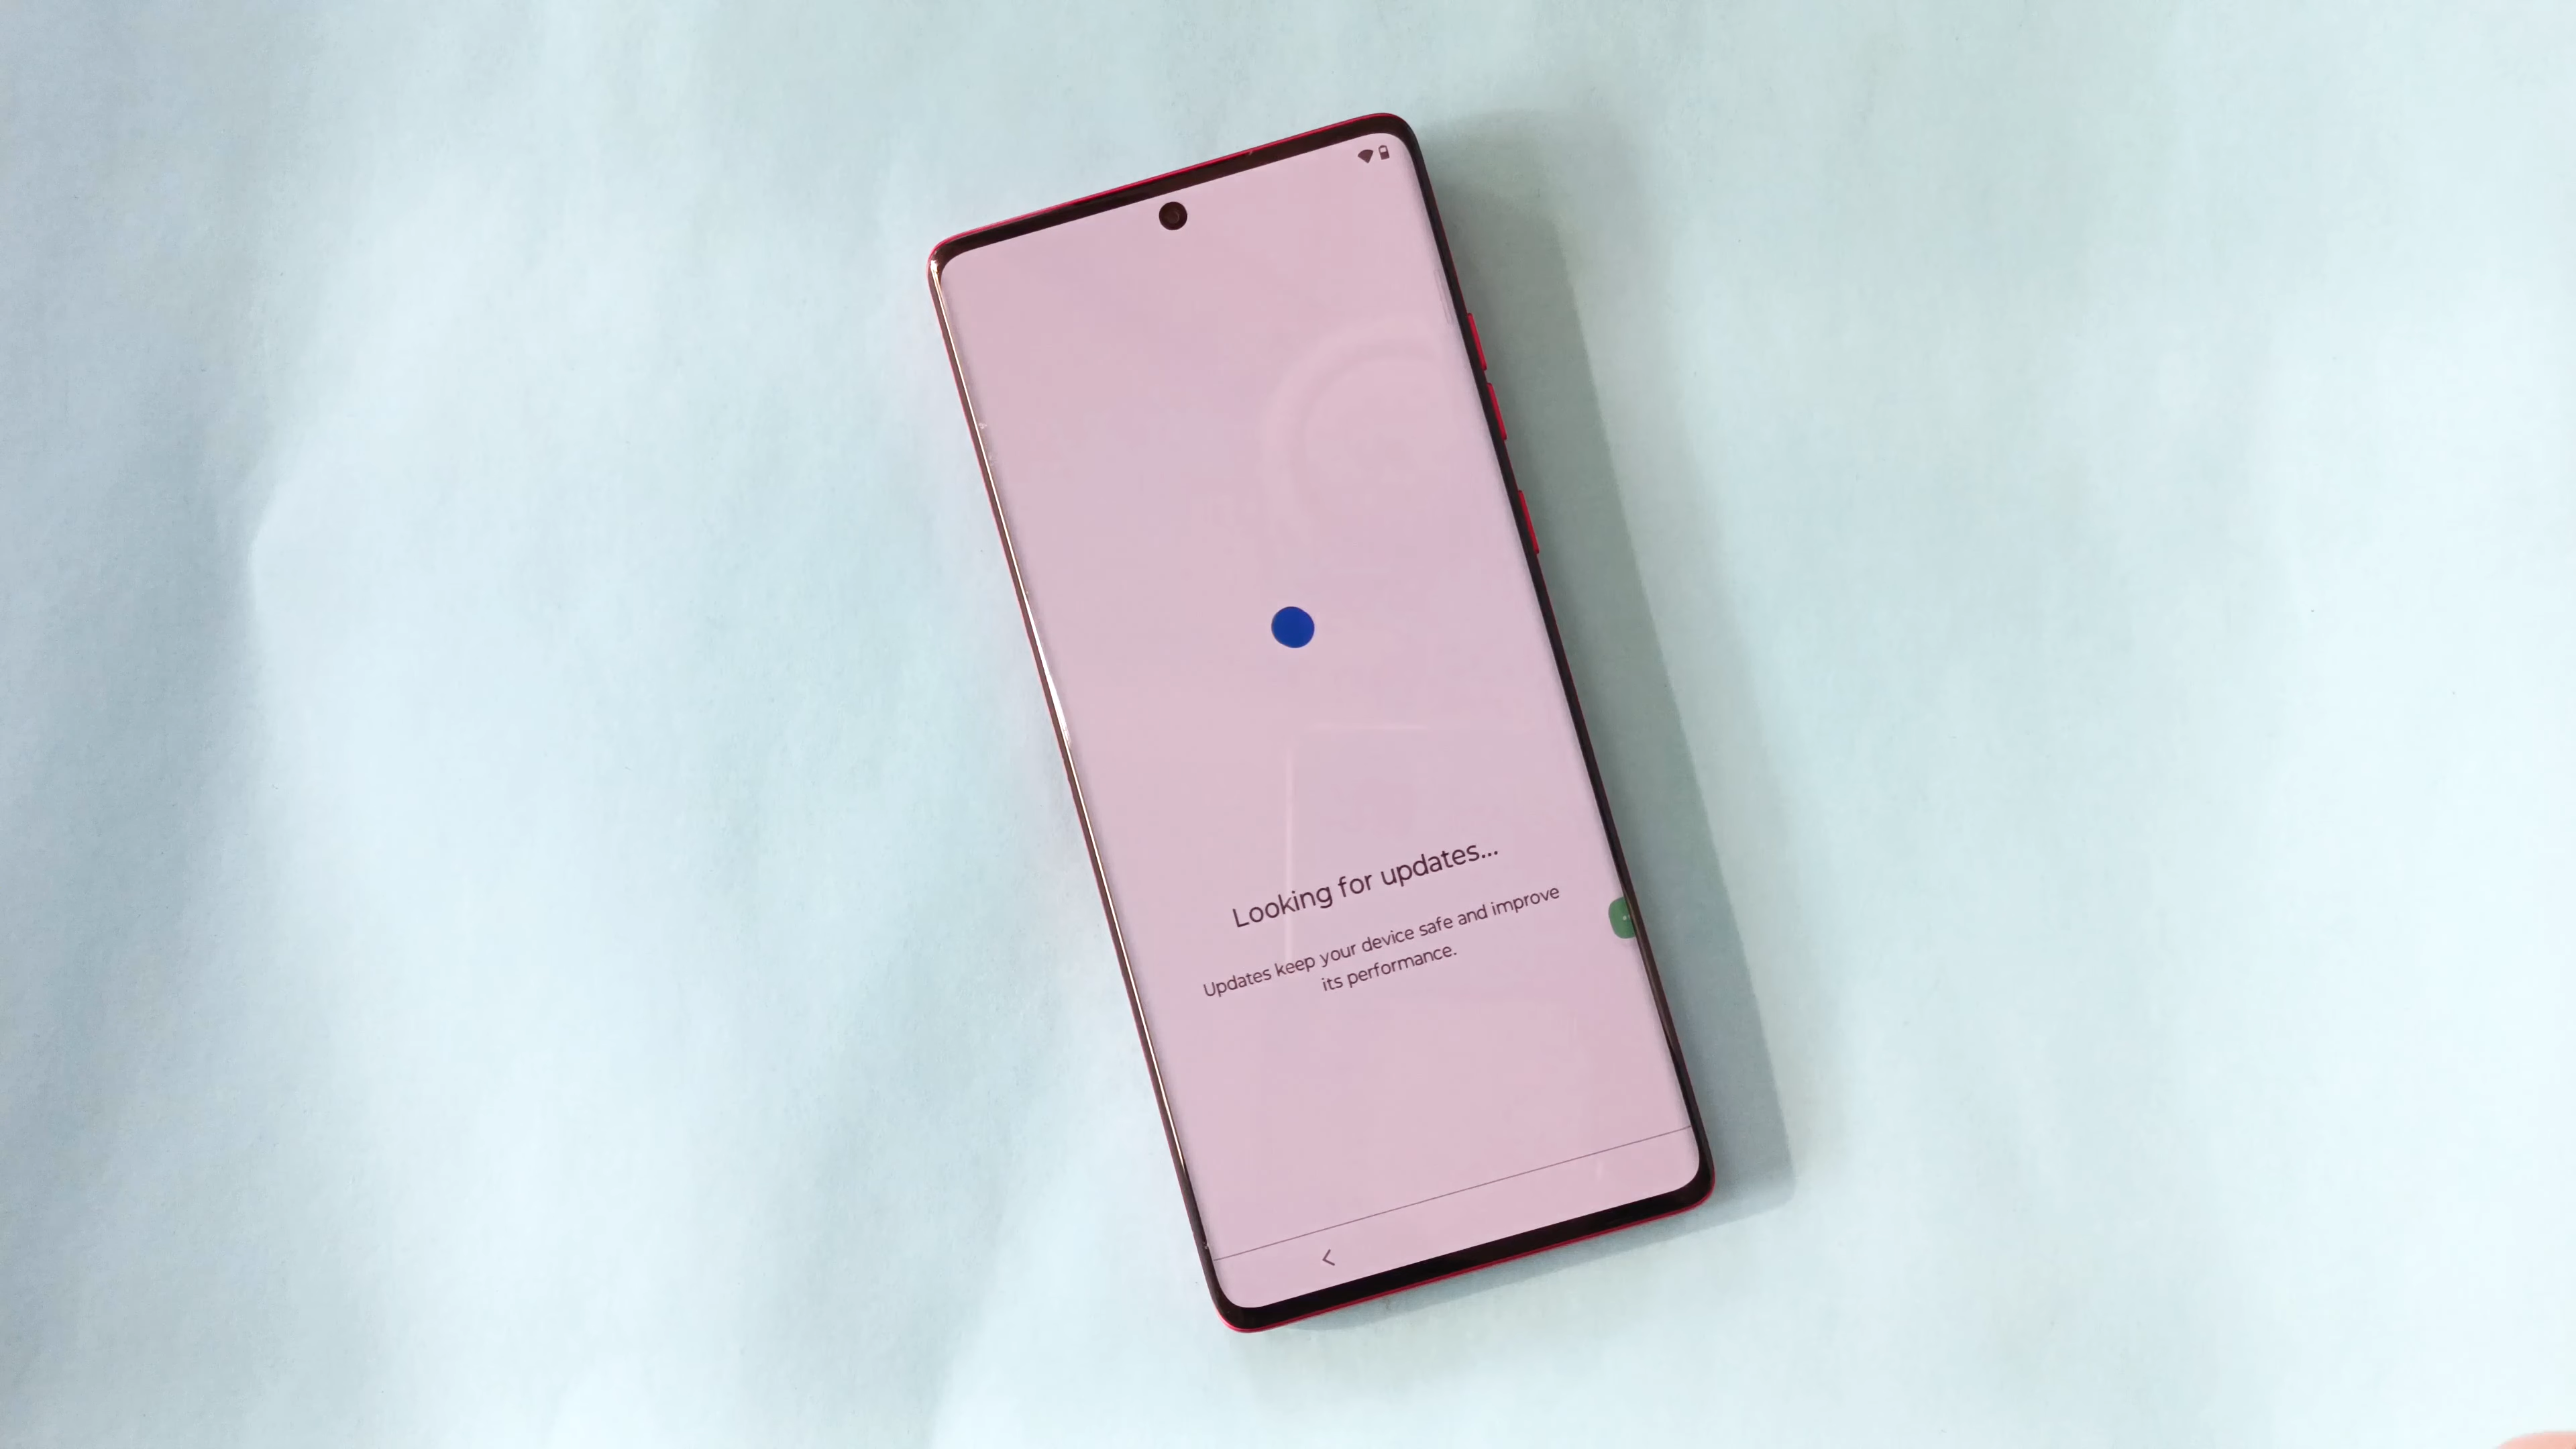 Looking for updates...
Updates keep your device safe and improve
its performance.